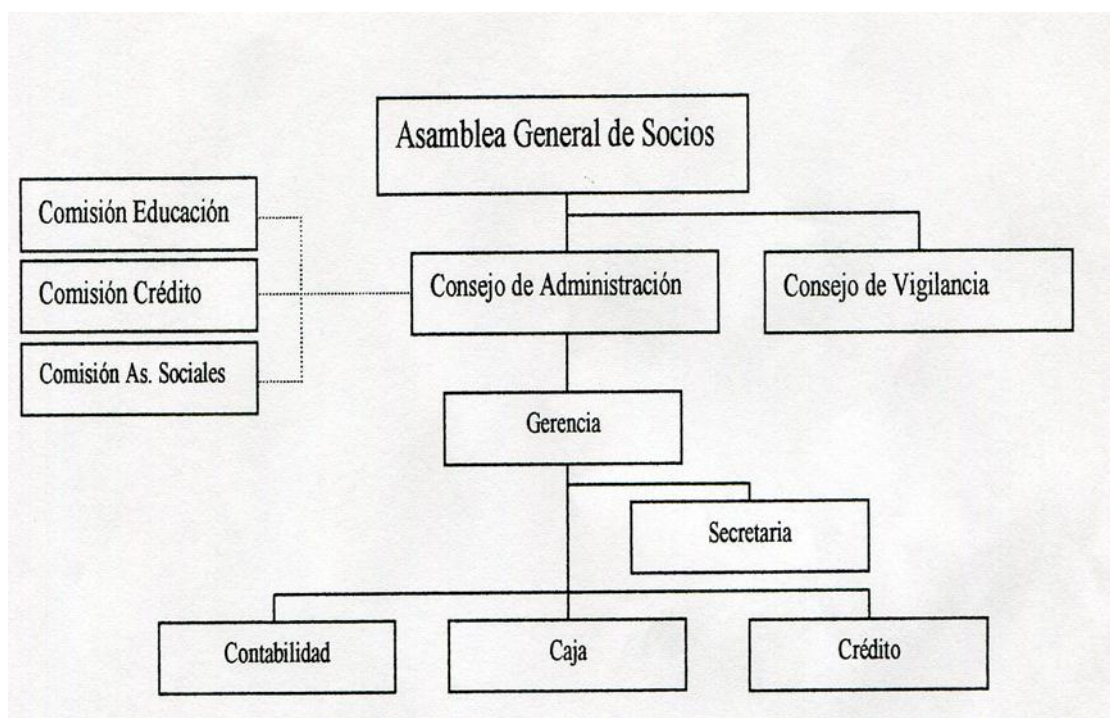 Asamblea General de Socios
Comisión Educación
Comisión Crédito
Comisión As. Sociales
Consejo de Administración
Consejo de Vigilancia
Gerencia
Secretaria
Contabilidad
Caja
Crédito